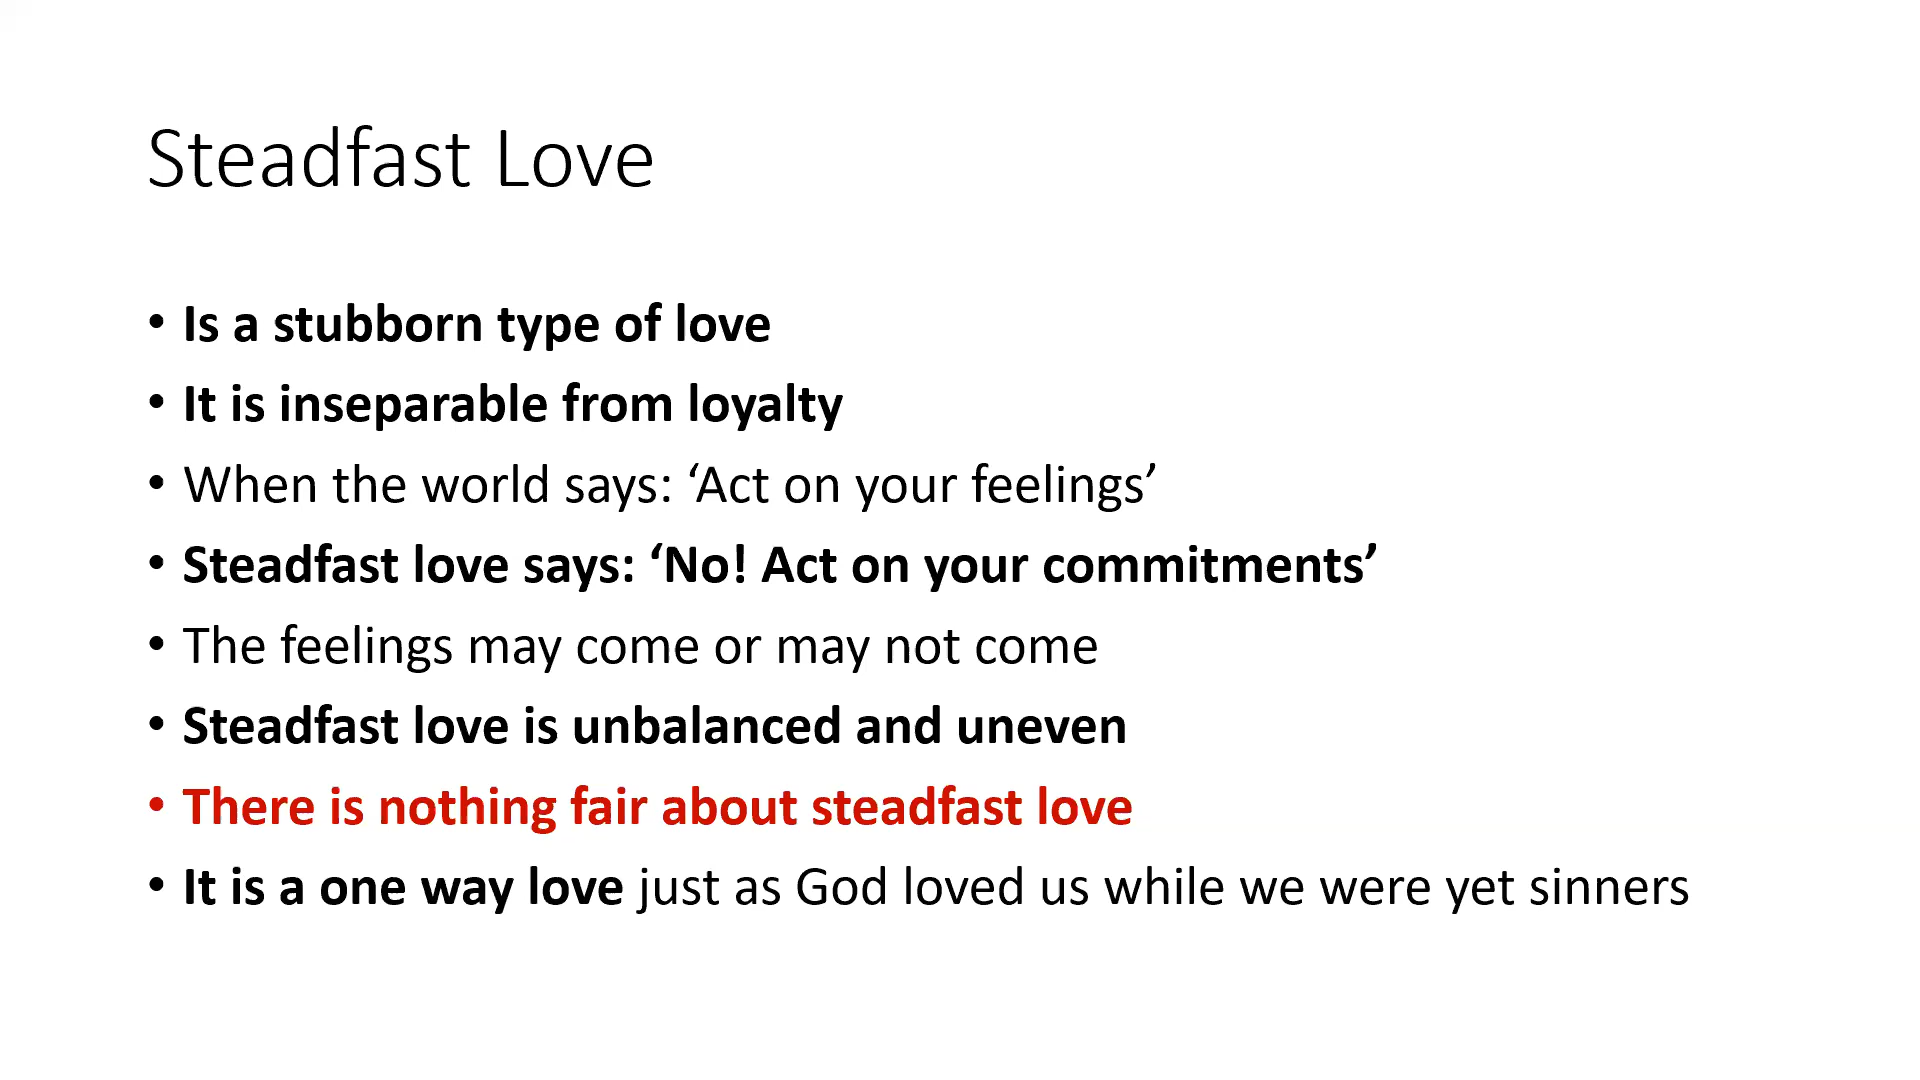 Steadfast Love
• Is a stubborn type of love
• It is inseparable from loyalty
• When the world says: ‘Act on your feelings’
• Steadfast love says: ‘No! Act on your commitments’
• The feelings may come or may not come
• Steadfast love is unbalanced and uneven
• There is nothing fair about steadfast love
• It is a one way love just as God loved us while we were yet sinners